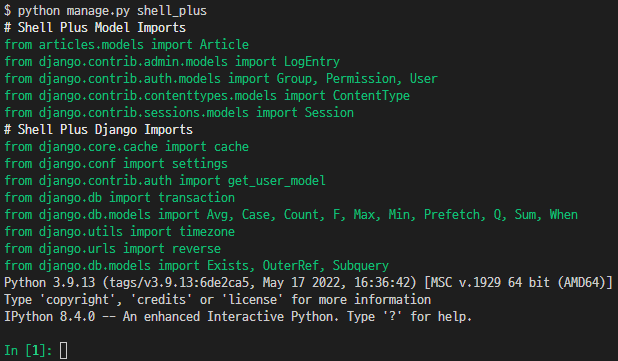 $ python manage.py shell_plus
# Shell Plus Model Imports
from articles.models import Article
from django.contrib.admin.models import LogEntry
from django.contrib.auth.models import Group, Permission, User
from django.contrib.contenttypes.models import ContentType
from django.contrib.sessions.models import Session
# Shell Plus Django Imports
from django.core.cache import cache
from django.conf import settings
from django.contrib.auth import get_user_model
from django.db import transaction
from django.db.models import Avg, Case, Count, F, Max, Min, Prefetch, Q, Sum, When
from django.utils import timezone
from django.urls import reverse
from django.db.models import Exists, OuterRef, Subquery
Python 3.9.13 (tags/v3.9.13:6de2ca5, May 17 2022, 16:36:42) [MSC v.1929 64 bit (AMD64)]
Type 'copyright', 'credits' or 'license' for more information
IPython 8.4.0 -- An enhanced Interactive Python. Type '?' for help.
In [1]: